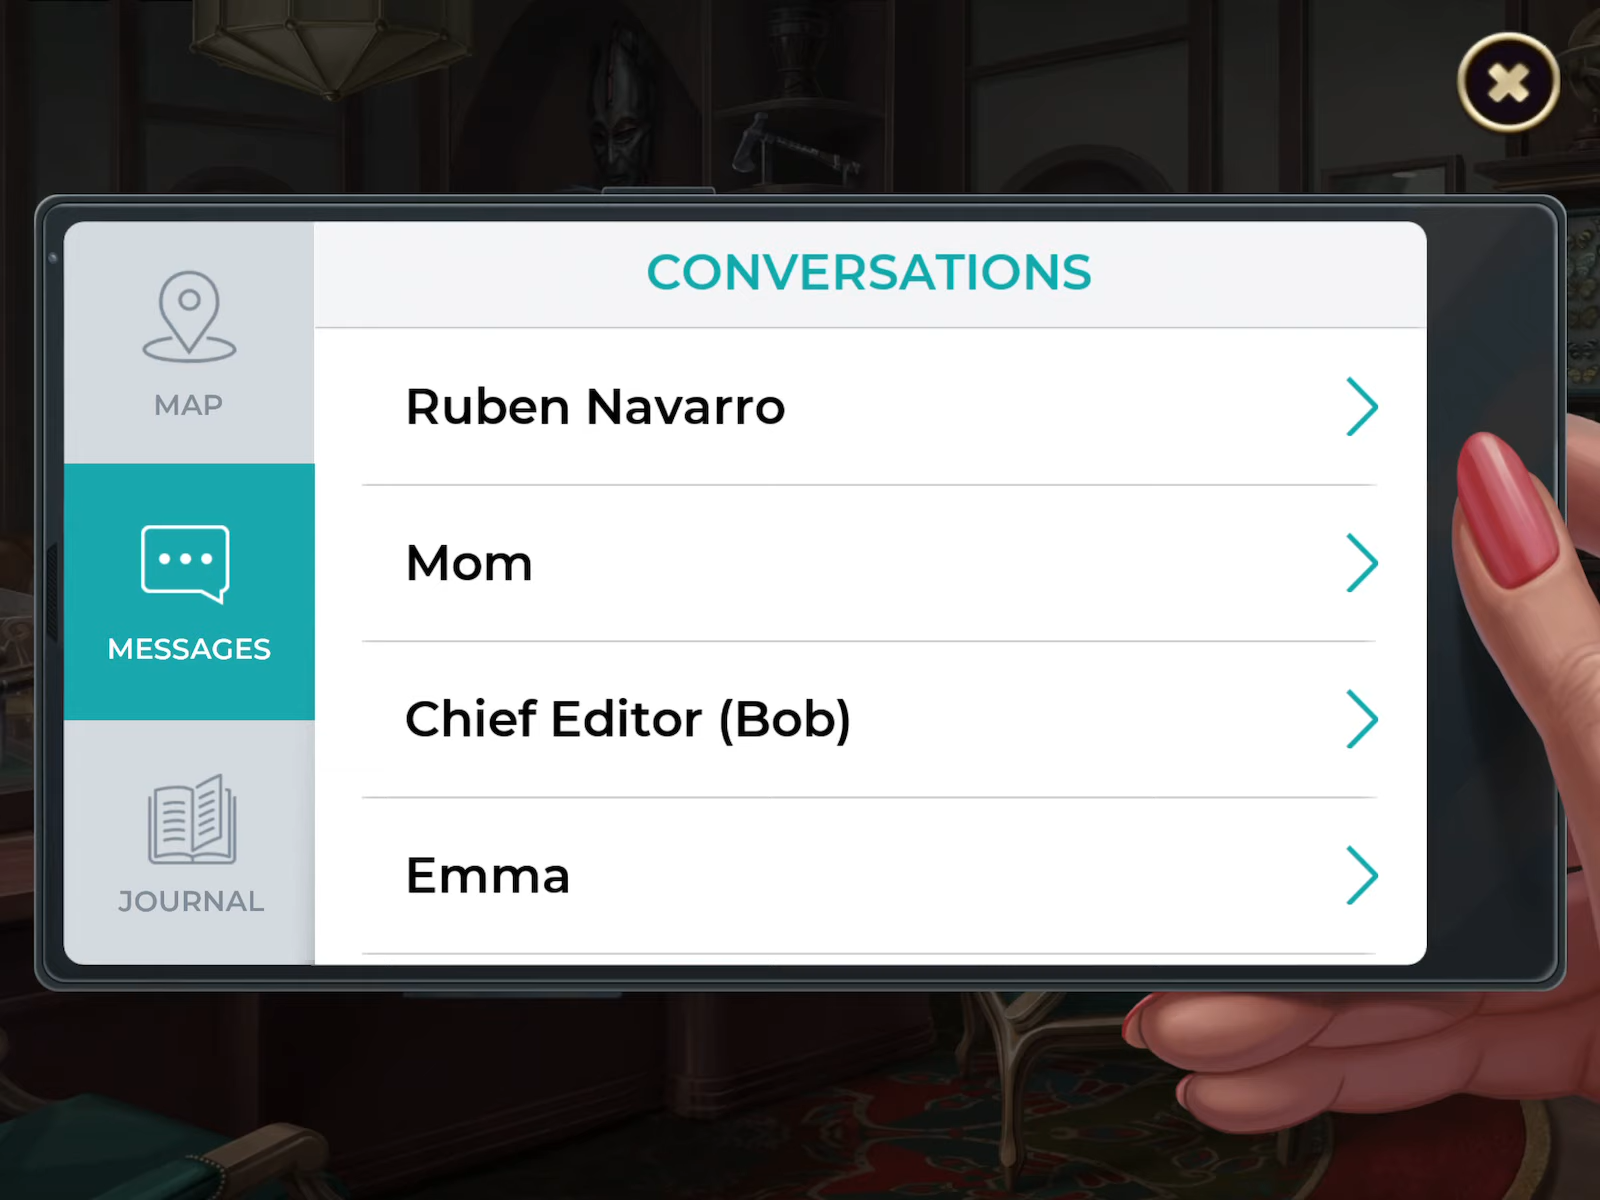 CONVERSATIONS
MAP
MESSAGES
JOURNAL
Ruben Navarro
Mom
Chief Editor (Bob)
Emma